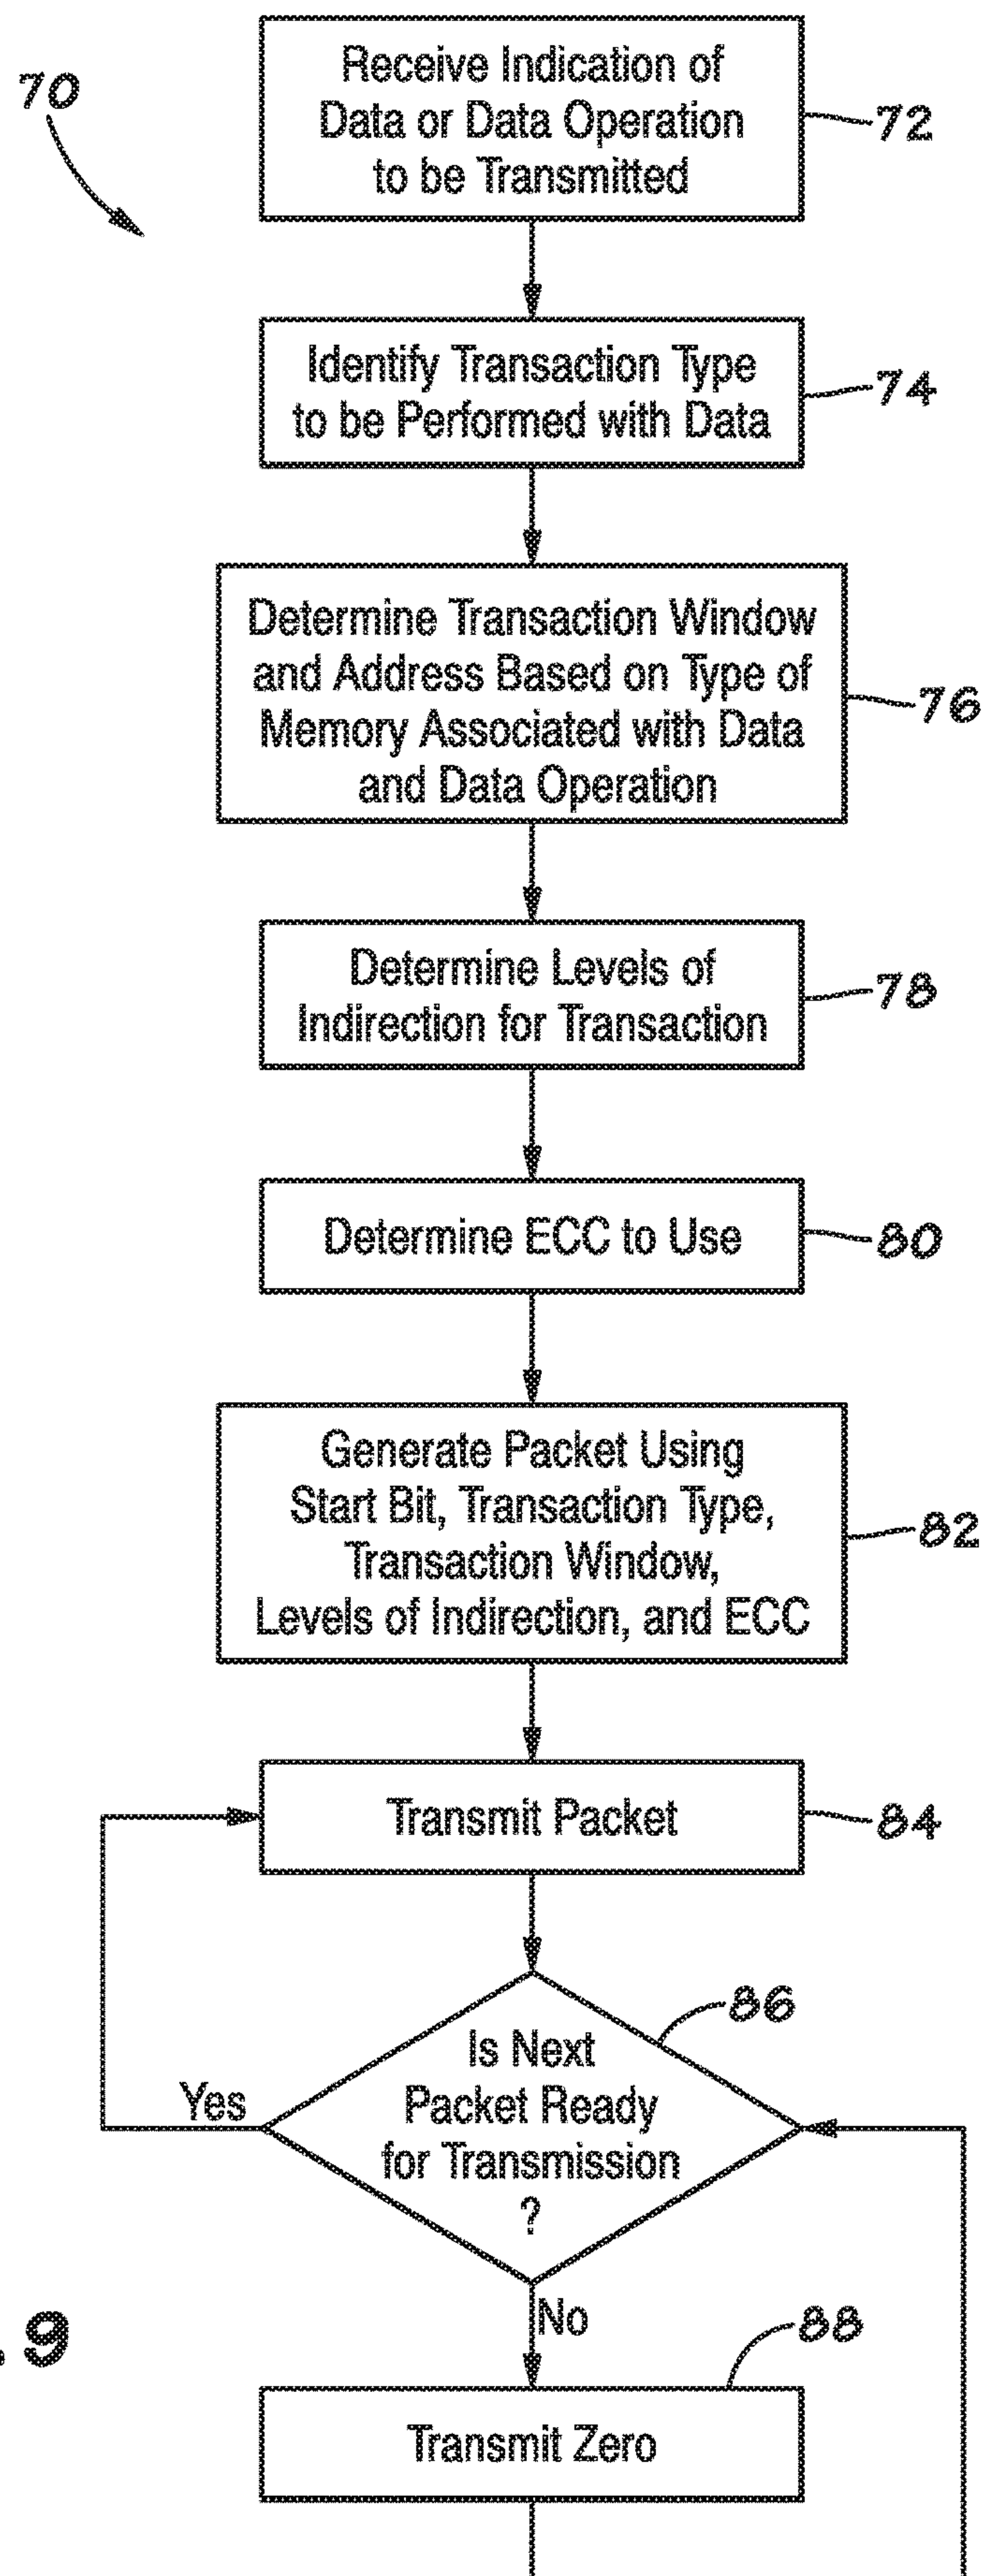 70
Receive Indication of
Data or Data Operation
to be Transmitted
72
Identify Transaction Type
to be Performed with Data
74
Determine Transaction Window
and Address Based on Type of
Memory Associated with Data
and Data Operation
76
Determine Levels of
Indirection for Transaction
78
Determine ECC to Use
80
Generate Packet Using
Start Bit, Transaction Type,
Transaction Window,
Levels of Indirection, and ECC
82
Transmit Packet
84
Is Next
Packet Ready
for Transmission
?
86
Yes
No
. 9
Transmit Zero
88